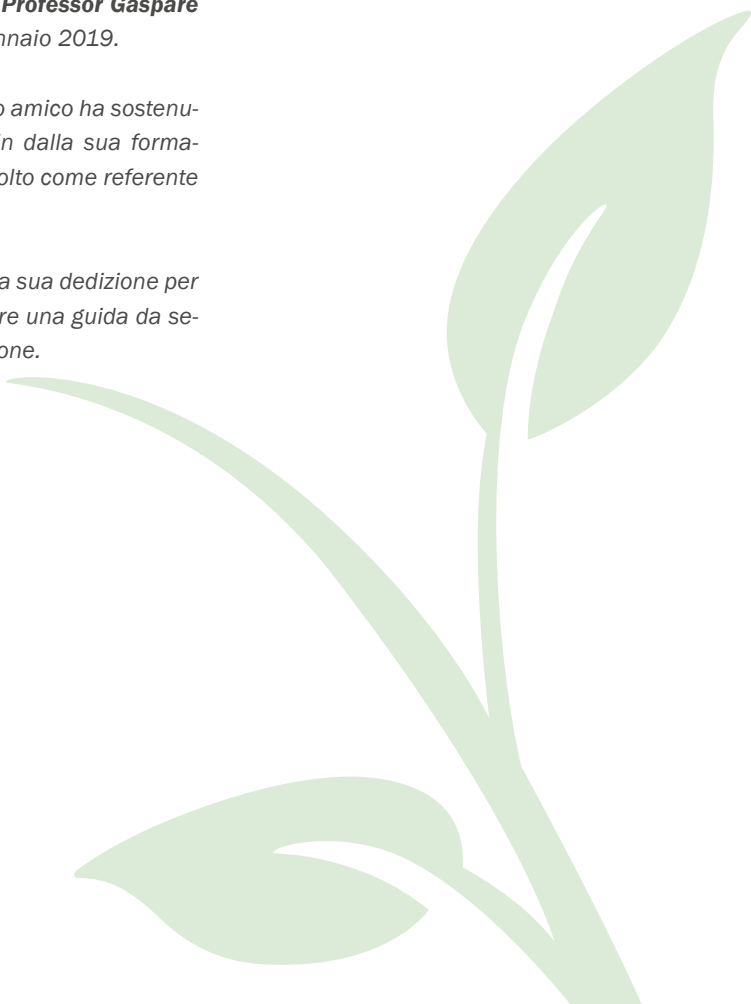 Professor Gaspare
nnaio 2019.
o amico ha sostenu-
n dalla sua forma-
olto come referente
a sua dedizione per
re una guida da se-
one.